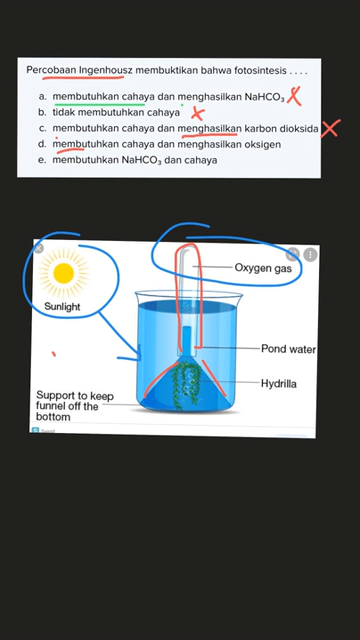 Percobaan Ingenhousz membuktikan bahwa fotosintesis . . . .
a. membutuhkan cahaya dan menghasilkan NaHCO₃
b. tidak membutuhkan cahaya
c. membutuhkan cahaya dan menghasilkan karbon dioksida
d. membutuhkan cahaya dan menghasilkan oksigen
e. membutuhkan NaHCO₃ dan cahaya
Oxygen gas
Sunlight
Pond water
Hydrilla
Support to keep
funnel off the
bottom